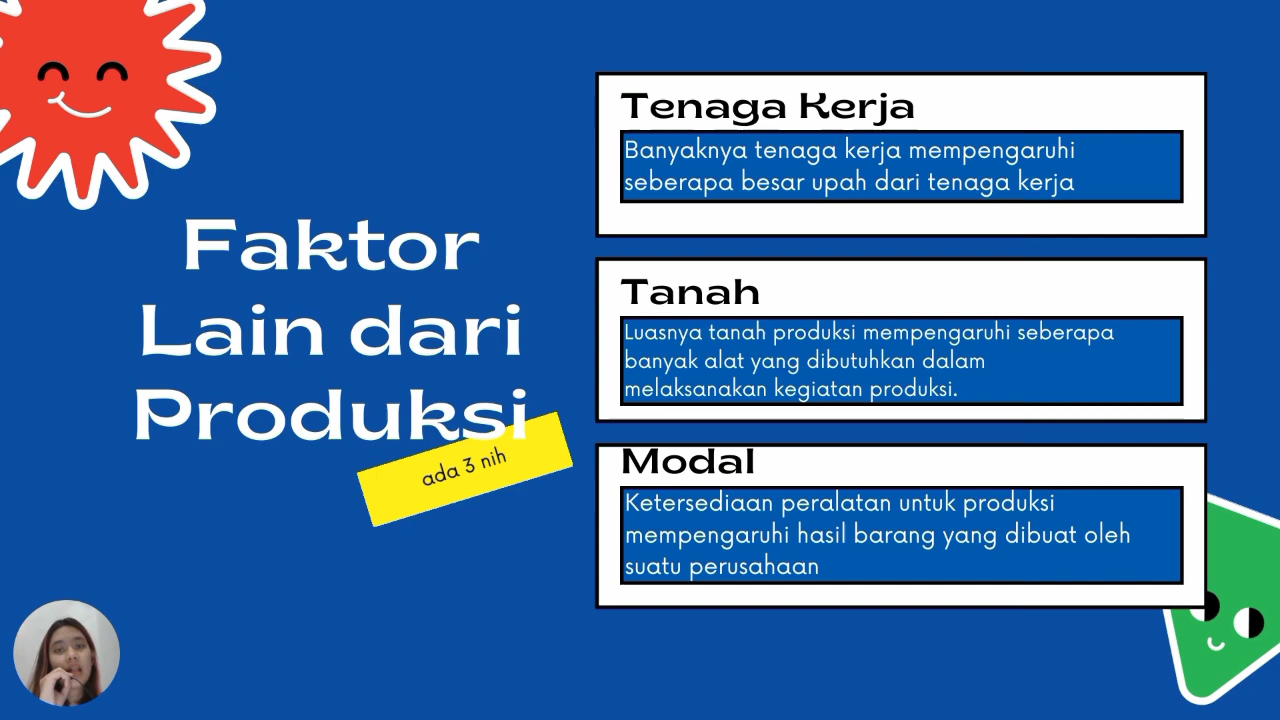 Faktor
Lain dari
Produksi
ada 3 nih
Tenaga Kerja
Banyaknya tenaga kerja mempengaruhi
seberapa besar upah dari tenaga kerja
Tanah
Luasnya tanah produksi mempengaruhi seberapa
banyak alat yang dibutuhkan dalam
melaksanakan kegiatan produksi.
Modal
Ketersediaan peralatan untuk produksi
mempengaruhi hasil barang yang dibuat oleh
suatu perusahaan